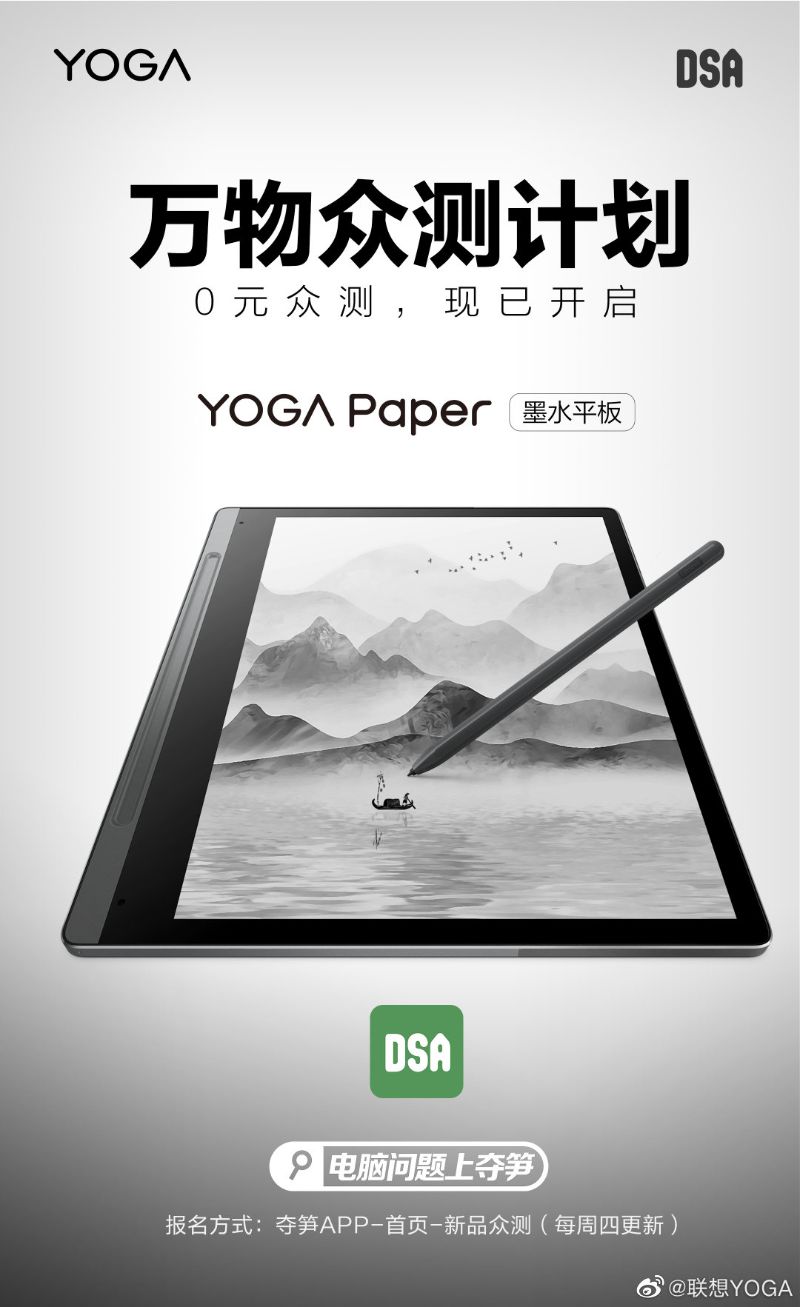 YOGA
DSA
万物众测计划
0元众测，现已开启
YOGA Paper 墨水平板
DSA
电脑问题上夺笋
报名方式：夺笋APP-首页-新品众测（每周四更新）
@联想YOGA